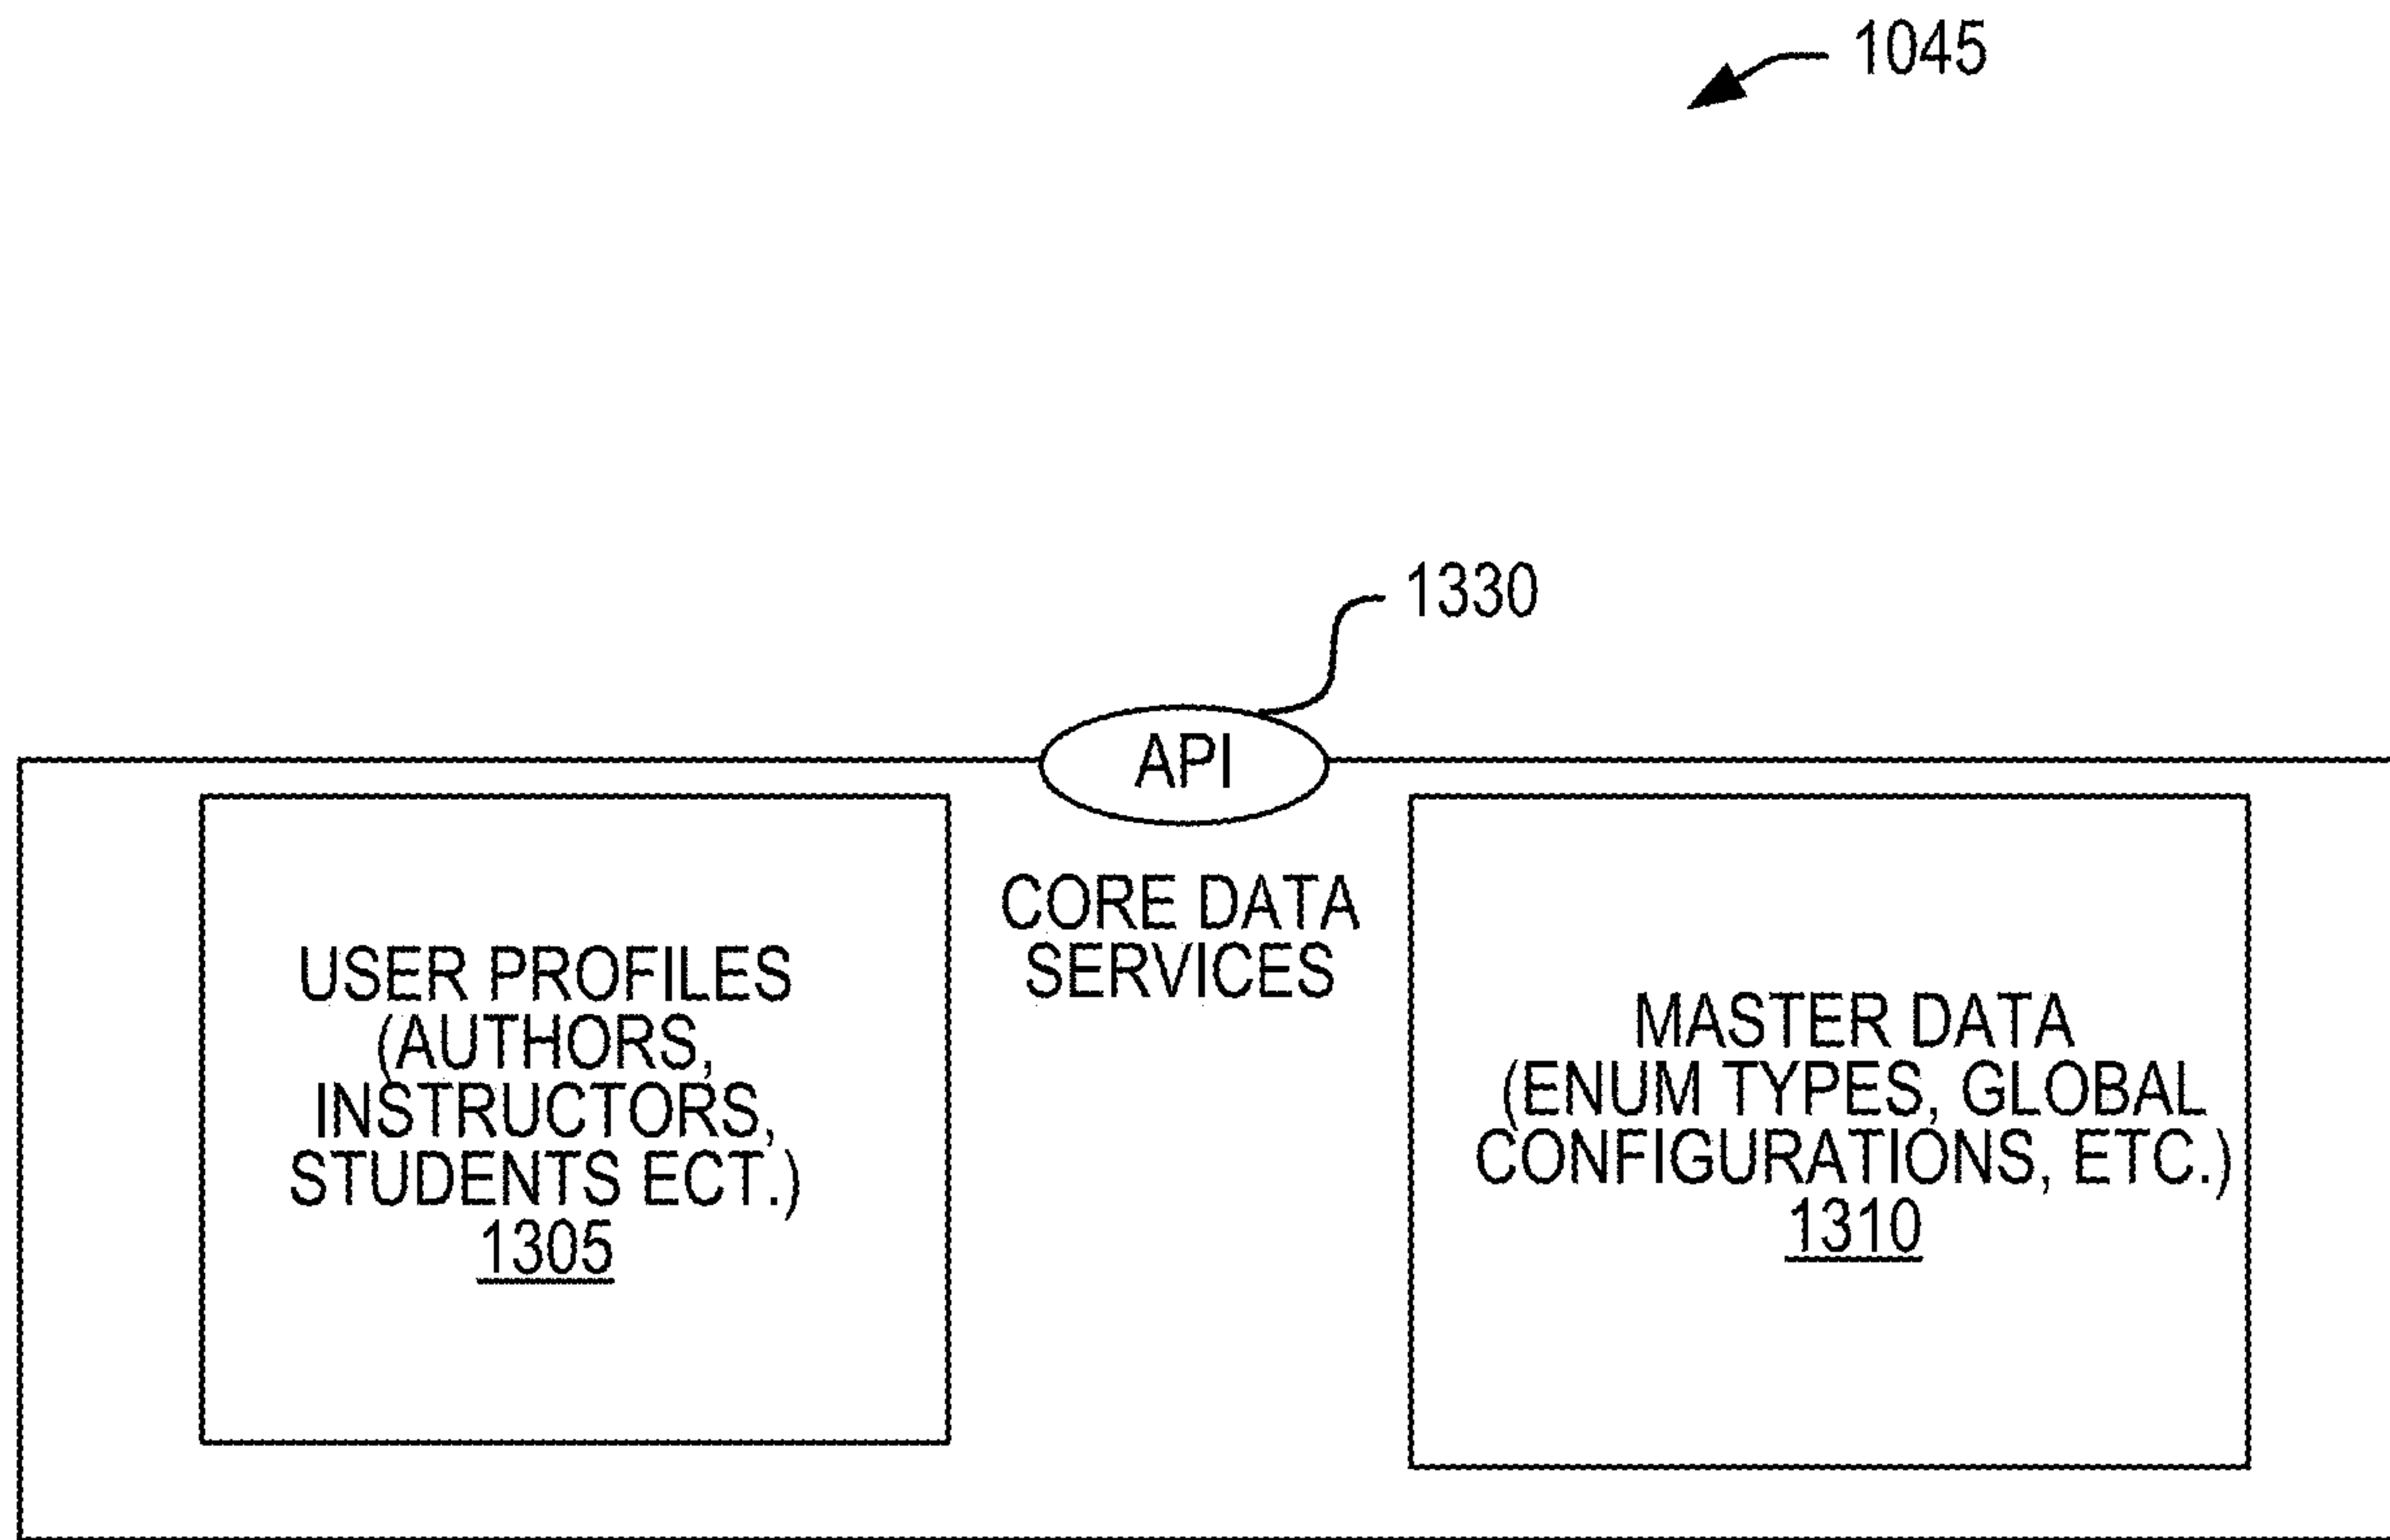 1045
1330
API
CORE DATA
SERVICES
USER PROFILES
(AUTHORS,
INSTRUCTORS,
STUDENTS ECT.)
1305
MASTER DATA
(ENUM TYPES, GLOBAL
CONFIGURATIONS, ETC.)
1310